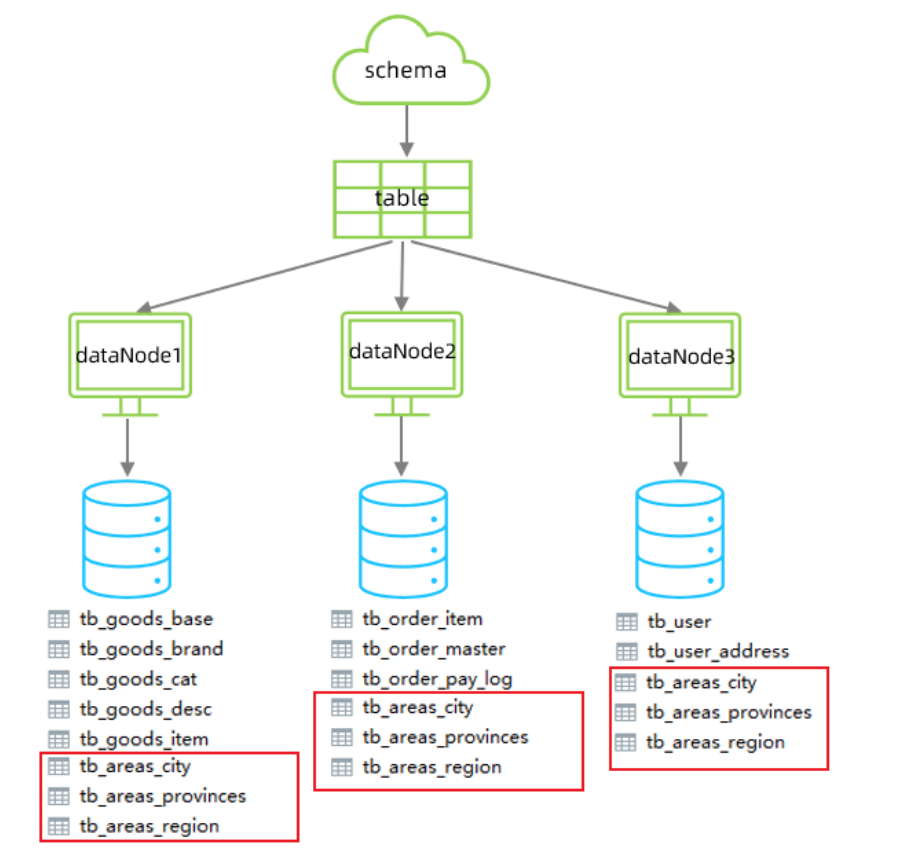 schema
table
dataNode1
dataNode2
dataNode3
tb_goods_base
tb_goods_brand
tb_goods_cat
tb_goods_desc
tb_goods_item
tb_areas_city
tb_areas_provinces
tb_areas_region
tb_order_item
tb_order_master
tb_order_pay_log
tb_areas_city
tb_areas_provinces
tb_areas_region
tb_user
tb_user_address
tb_areas_city
tb_areas_provinces
tb_areas_region